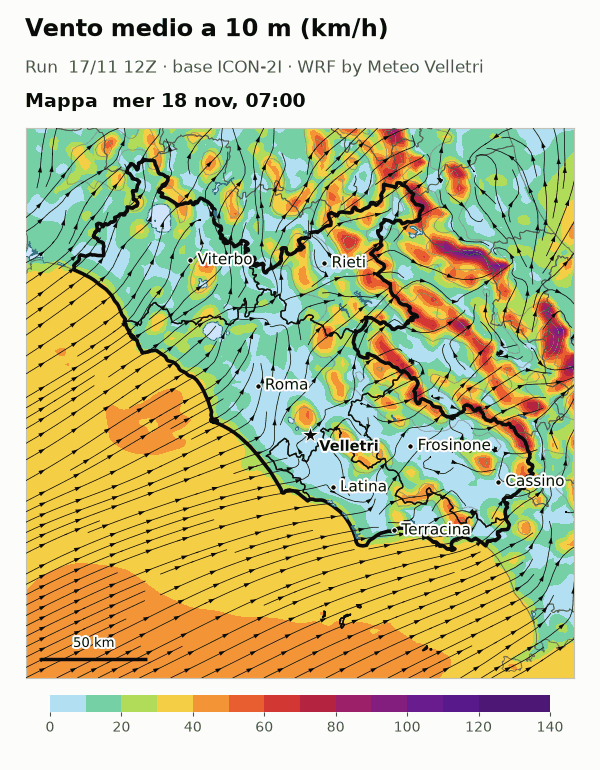 Vento medio a 10 m (km/h)
Run 17/11 12Z · base ICON-2I · WRF by Meteo Velletri
Mappa mer 18 nov, 07:00
Viterbo
Rieti
Roma
Velletri
Frosinone
Latina
Cassino
Terracina
50 km
0 20 40 60 80 100 120 140